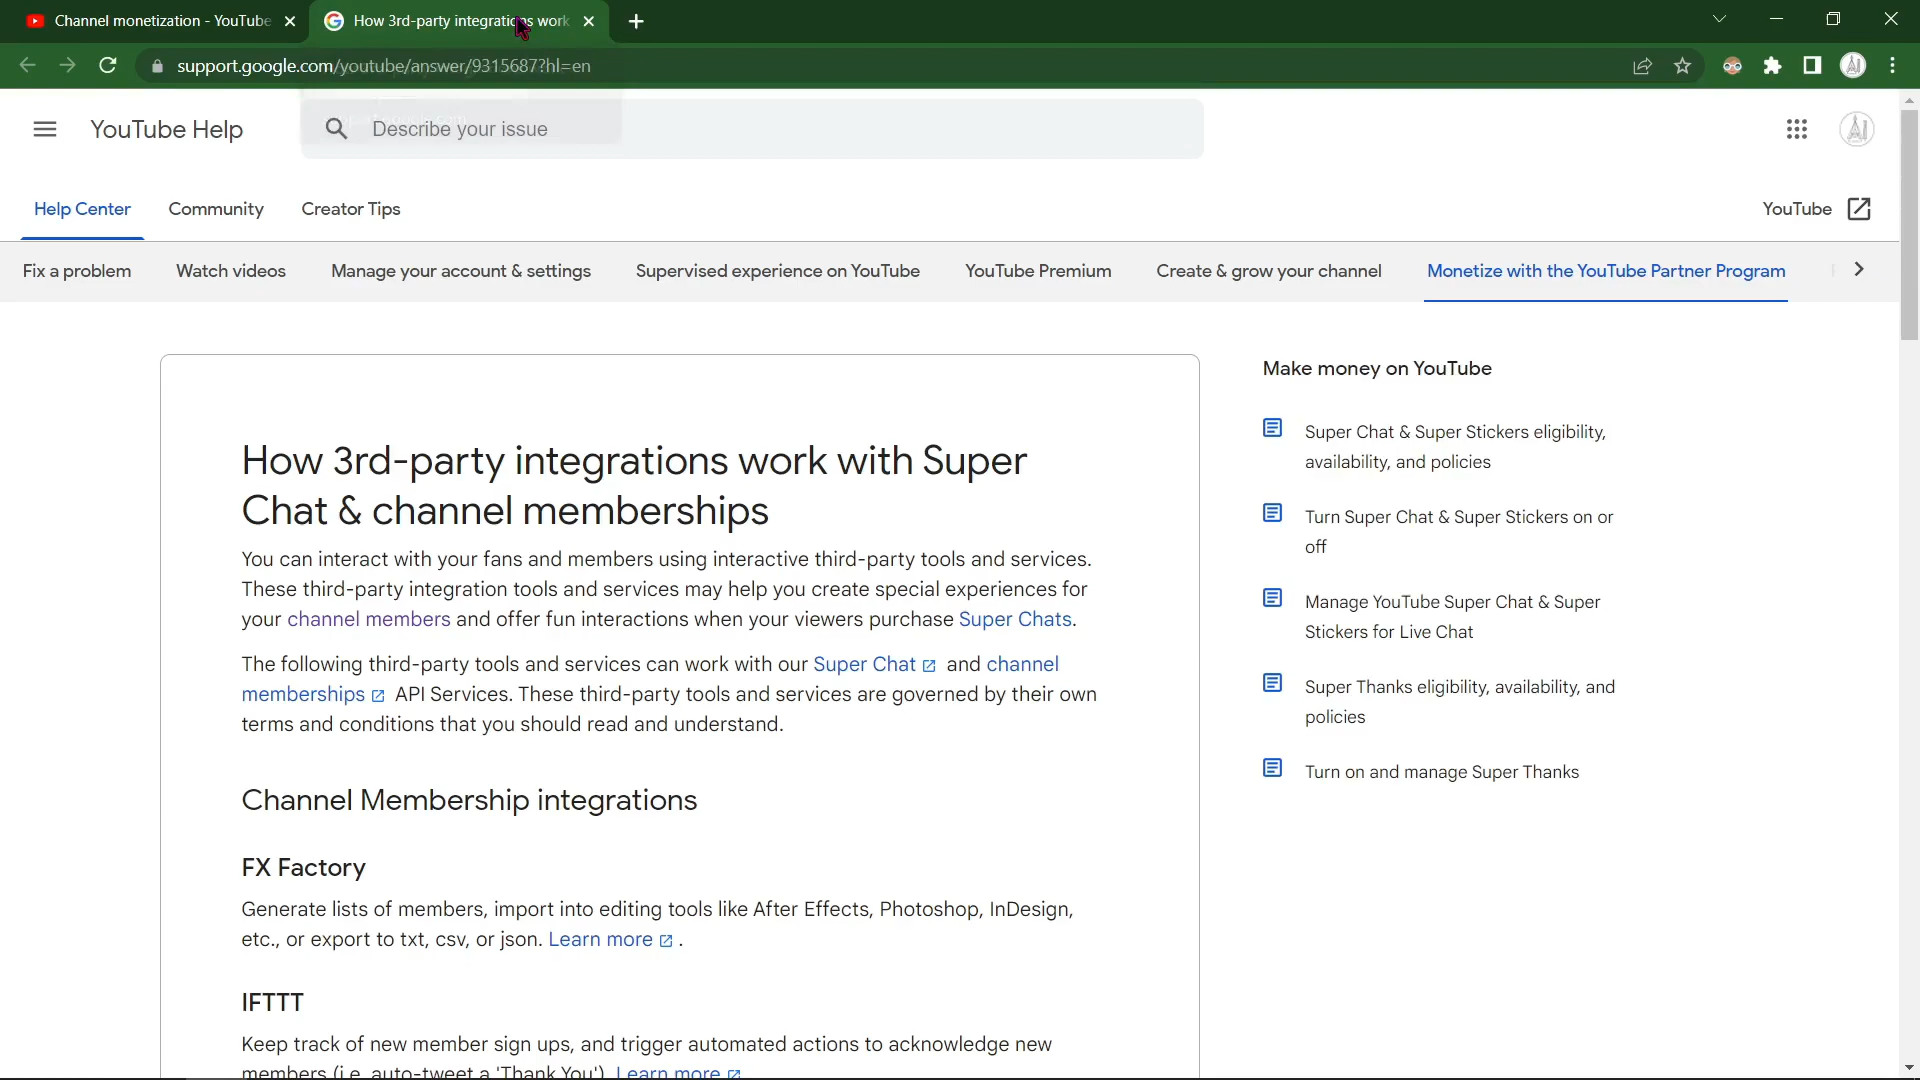 Channel monetization - YouTube
How 3rd-party integrations work
support.google.com/youtube/answer/9315687?hl=en
YouTube Help
Describe your issue
Help Center
Community
Creator Tips
YouTube
Fix a problem
Watch videos
Manage your account & settings
Supervised experience on YouTube
YouTube Premium
Create & grow your channel
Monetize with the YouTube Partner Program
How 3rd-party integrations work with Super
Chat & channel memberships
You can interact with your fans and members using interactive third-party tools and services.
These third-party integration tools and services may help you create special experiences for
your channel members and offer fun interactions when your viewers purchase Super Chats.
The following third-party tools and services can work with our Super Chat and channel
memberships API Services. These third-party tools and services are governed by their own
terms and conditions that you should read and understand.
Channel Membership integrations
FX Factory
Generate lists of members, import into editing tools like After Effects, Photoshop, InDesign,
etc., or export to txt, csv, or json. Learn more .
IFTTT
Keep track of new member sign ups, and trigger automated actions to acknowledge new
members (i.e. auto-tweet a 'Thank You'). Learn more
Make money on YouTube
Super Chat & Super Stickers eligibility,
availability, and policies
Turn Super Chat & Super Stickers on or
off
Manage YouTube Super Chat & Super
Stickers for Live Chat
Super Thanks eligibility, availability, and
policies
Turn on and manage Super Thanks